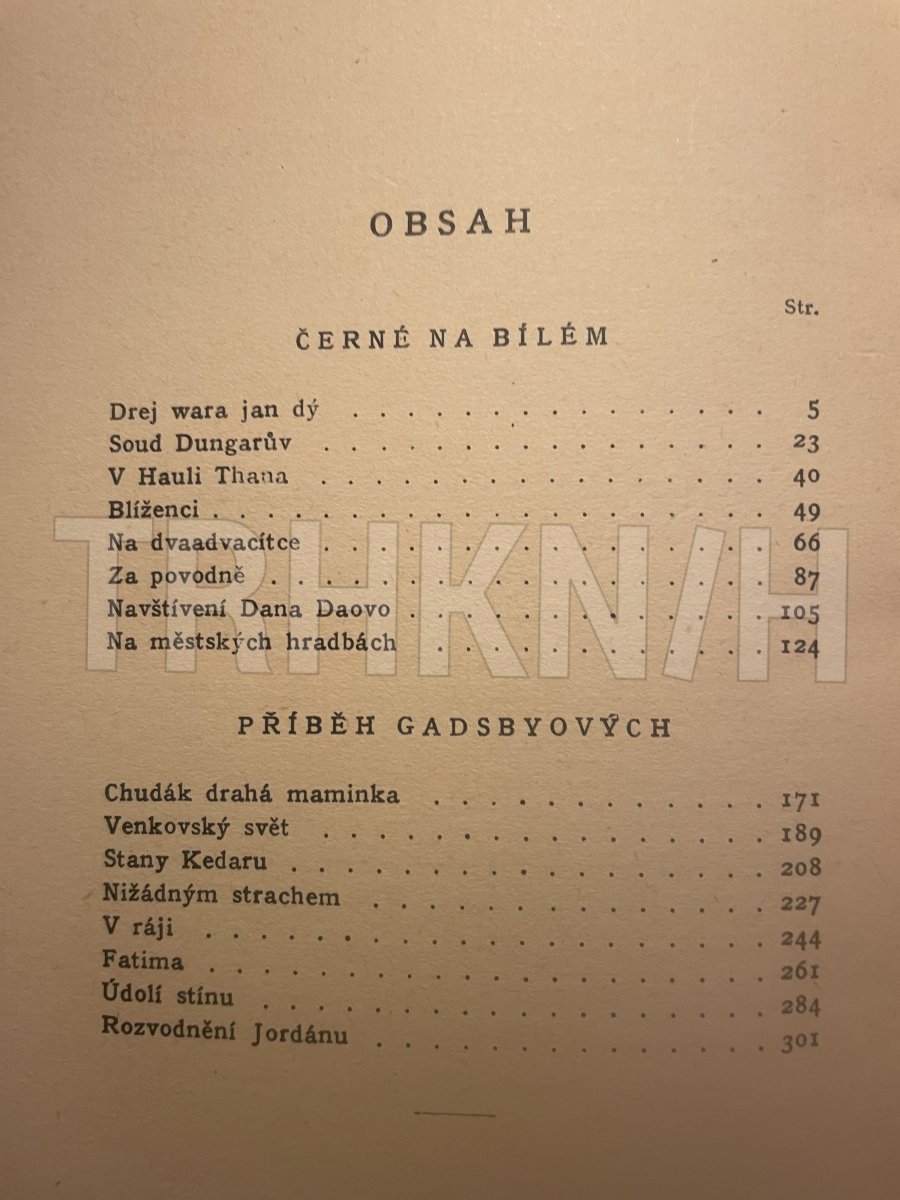 OBSAH
Str.
ČERNÉ NA BÍLÉM
Drej wara jan dý . . . . . . . . . . . . . . . 5
Soud Dungarův . . . . . . . . . . . . . . . . 23
V Hauli Thana . . . . . . . . . . . . . . . . 40
Blíženci . . . . . . . . . . . . . . . . . . . . 49
Na dvaadvacítce . . . . . . . . . . . . . . . . 66
Za povodně . . . . . . . . . . . . . . . . . . 87
Navštívení Dana Daovo . . . . . . . . . . . . . 105
Na městských hradbách . . . . . . . . . . . . 124
TRHKNIH
PŘÍBĚH GADSBYOVÝCH
Chudák drahá maminka . . . . . . . . . . . . 171
Venkovský svět . . . . . . . . . . . . . . . . 189
Stany Kedaru . . . . . . . . . . . . . . . . . 208
Nižádným strachem . . . . . . . . . . . . . . 227
V ráji . . . . . . . . . . . . . . . . . . . . 244
Fatima . . . . . . . . . . . . . . . . . . . . 261
Údolí stínu . . . . . . . . . . . . . . . . . . 284
Rozvodnění Jordánu . . . . . . . . . . . . . . 301